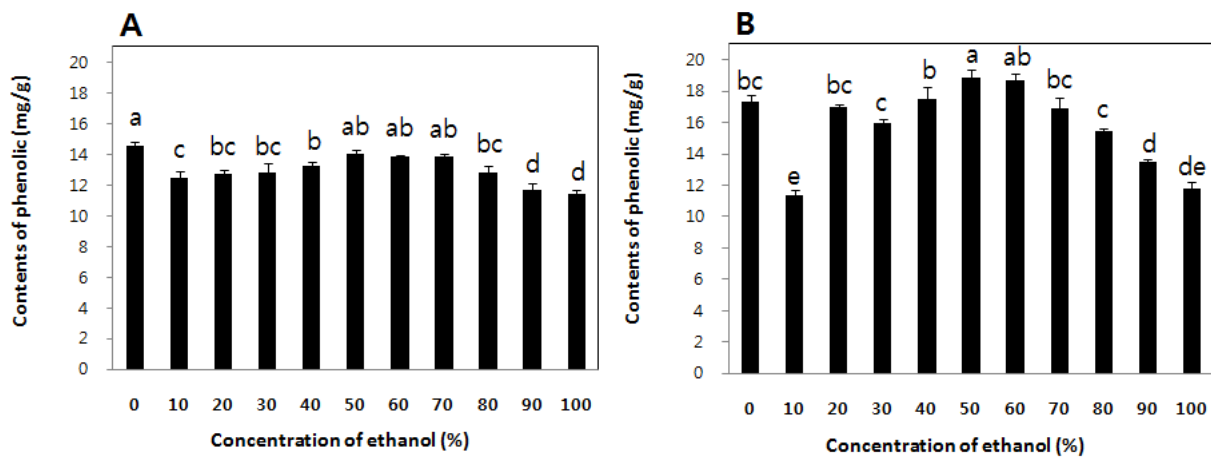 A
Contents of phenolic (mg/g)
20
18
16
14
12
10
8
6
4
2
0
a
c
bc
bc
b
ab
ab
ab
bc
d
d
0 10 20 30 40 50 60 70 80 90 100
Concentration of ethanol (%)
B
Contents of phenolic (mg/g)
20
18
16
14
12
10
8
6
4
2
0
bc
e
bc
c
b
a
ab
bc
c
d
de
0 10 20 30 40 50 60 70 80 90 100
Concentration of ethanol (%)